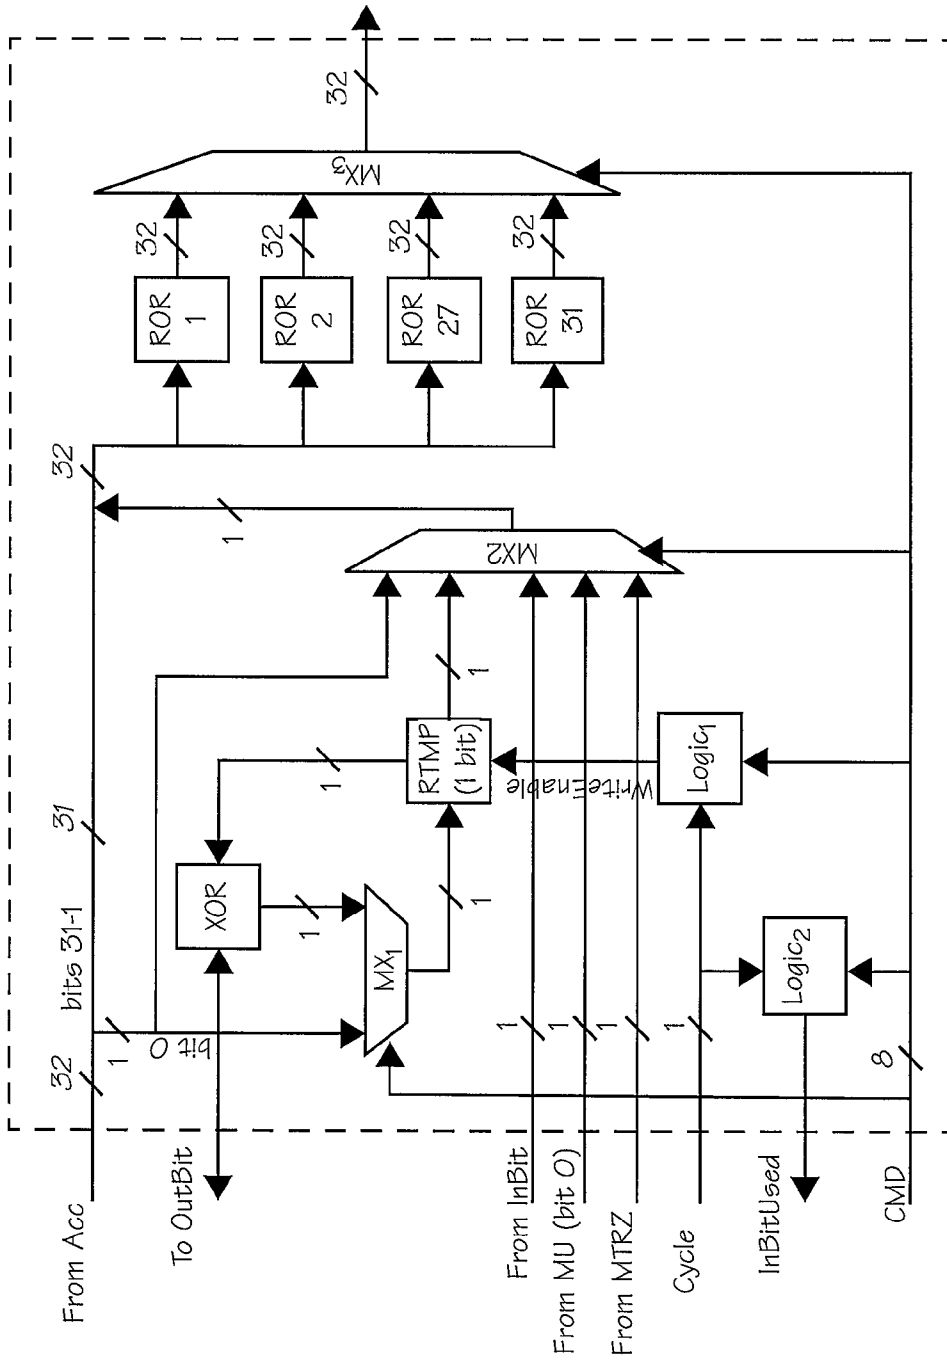 From Acc
32
bits 31-1
31
32
1
bit 0
1
To OutBit
XOR
1
1
MX1
1
RTMP
(1 bit)
1
MX2
WriteEnable
From InBit
1
From MU (bit 0)
1
From MTRZ
1
Cycle
1
Logic1
Logic2
InBitUsed
CMD
8
ROR
1
32
ROR
2
32
ROR
27
32
ROR
31
32
MX3
32